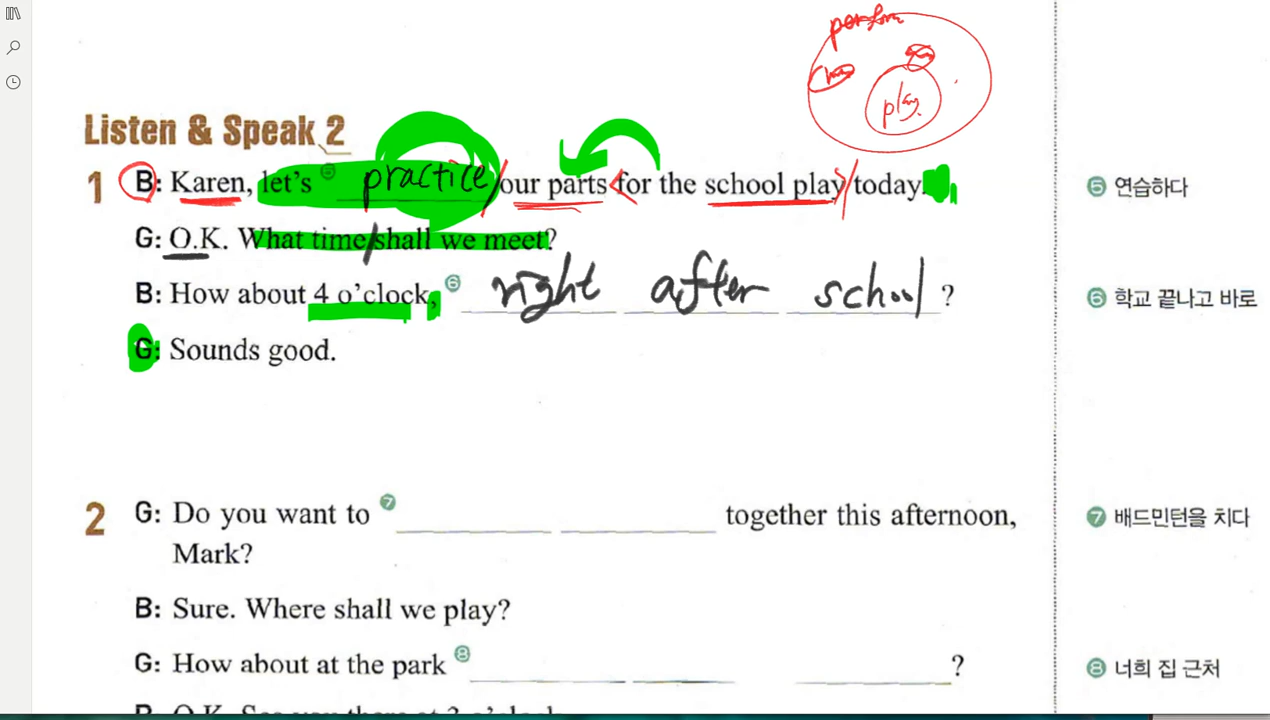 perform
play
Listen & Speak 2
1 B: Karen, let's ⑤ practice our parts for the school play today. ⑤ 연습하다
G: O.K. What time shall we meet?
B: How about 4 o'clock, ⑥ right after school ? ⑥ 학교 끝나고 바로
G: Sounds good.
2 G: Do you want to ⑦ together this afternoon, ⑦ 배드민턴을 치다
Mark?
B: Sure. Where shall we play?
G: How about at the park ⑧ ? ⑧ 너희 집 근처